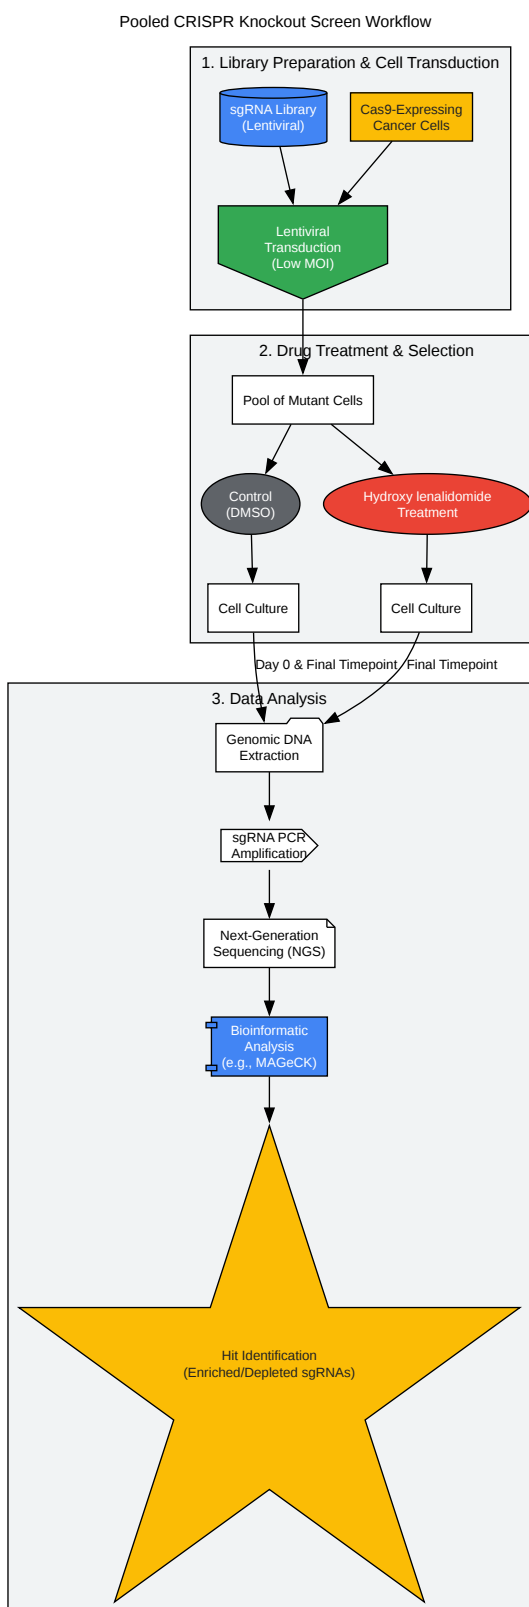 Pooled CRISPR Knockout Screen Workflow
1. Library Preparation & Cell Transduction
sgRNA Library
(Lentiviral)
Cas9-Expressing
Cancer Cells
Lentiviral
Transduction
(Low MOI)
2. Drug Treatment & Selection
Pool of Mutant Cells
Control
(DMSO)
Hydroxy lenalidomide
Treatment
Cell Culture
Cell Culture
Day 0 & Final Timepoint
Final Timepoint
3. Data Analysis
Genomic DNA
Extraction
sgRNA PCR
Amplification
Next-Generation
Sequencing (NGS)
Bioinformatic
Analysis
(e.g., MAGeCK)
Hit Identification
(Enriched/Depleted sgRNAs)